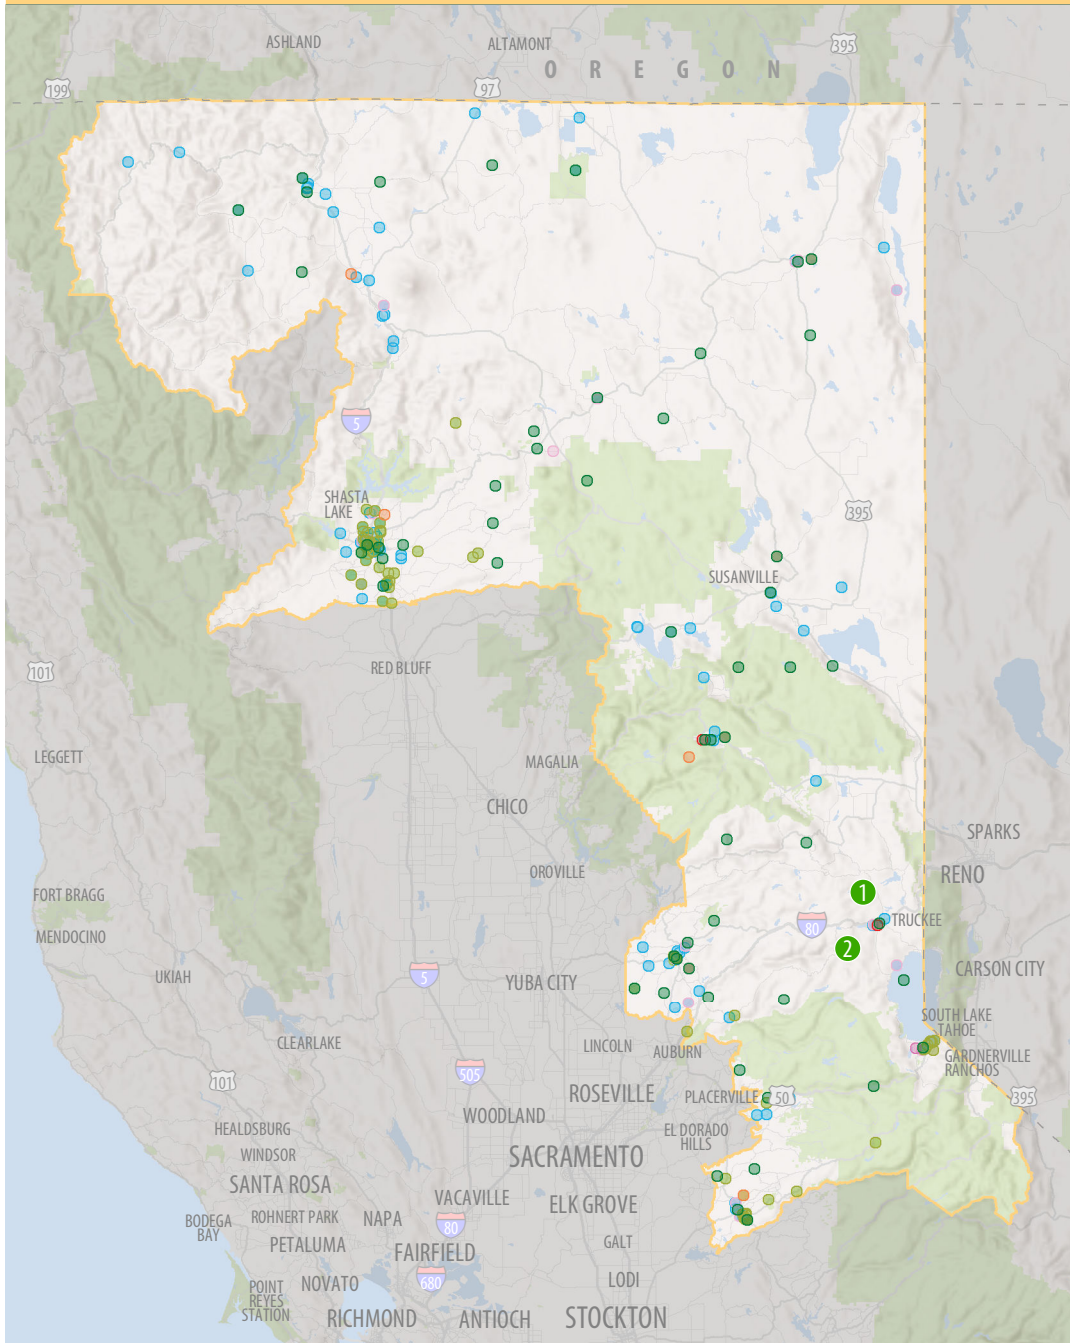 ASHLAND
ALTAMONT
395
O R E G O N
199
97
5
SHASTA
LAKE
395
SUSANVILLE
101
RED BLUFF
LEGGETT
MAGALIA
CHICO
SPARKS
OROVILLE
RENO
1
FORT BRAGG
80
TRUCKEE
MENDOCINO
2
UKIAH
5
YUBA CITY
CARSON CITY
SOUTH LAKE
TAHOE
CLEARLAKE
LINCOLN
AUBURN
GARDNERVILLE
RANCHOS
505
101
ROSEVILLE
PLACERVILLE
50
395
WOODLAND
HEALDSBURG
EL DORADO
HILLS
WINDSOR
SACRAMENTO
SANTA ROSA
VACAVILLE
ELK GROVE
BODEGA
BAY
ROHNERT PARK
NAPA
80
PETALUMA
FAIRFIELD
GALT
680
LODI
POINT
REYES
STATION
NOVATO
RICHMOND
ANTIOCH
STOCKTON